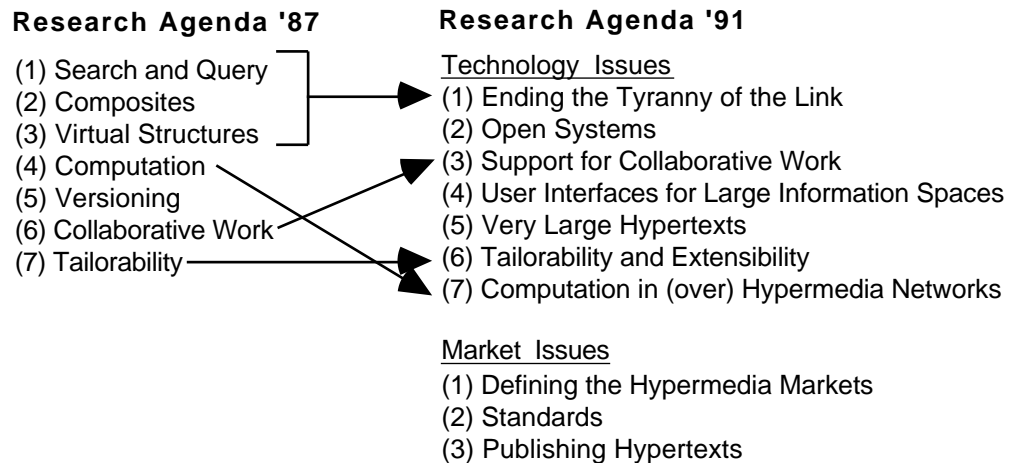 Research Agenda '87
(1) Search and Query
(2) Composites
(3) Virtual Structures
(4) Computation
(5) Versioning
(6) Collaborative Work
(7) Tailorability
Research Agenda '91
Technology Issues
(1) Ending the Tyranny of the Link
(2) Open Systems
(3) Support for Collaborative Work
(4) User Interfaces for Large Information Spaces
(5) Very Large Hypertexts
(6) Tailorability and Extensibility
(7) Computation in (over) Hypermedia Networks
Market Issues
(1) Defining the Hypermedia Markets
(2) Standards
(3) Publishing Hypertexts